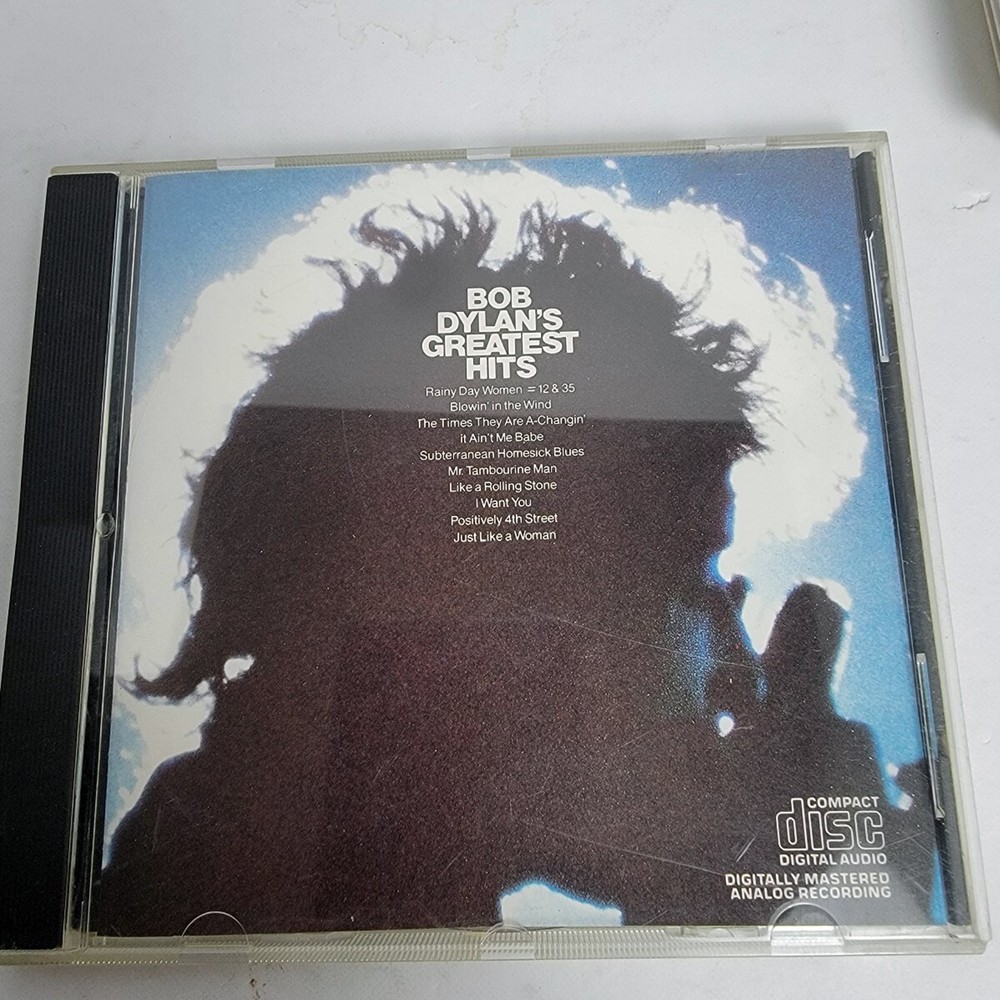 BOB
DYLAN'S
GREATEST
HITS
Rainy Day Women = 12 & 35
Blowin' in the Wind
The Times They Are A-Changin'
it Ain't Me Babe
Subterranean Homesick Blues
Mr. Tambourine Man
Like a Rolling Stone
I Want You
Positively 4th Street
Just Like a Woman
COMPACT
disc
DIGITAL AUDIO
DIGITALLY MASTERED
ANALOG RECORDING